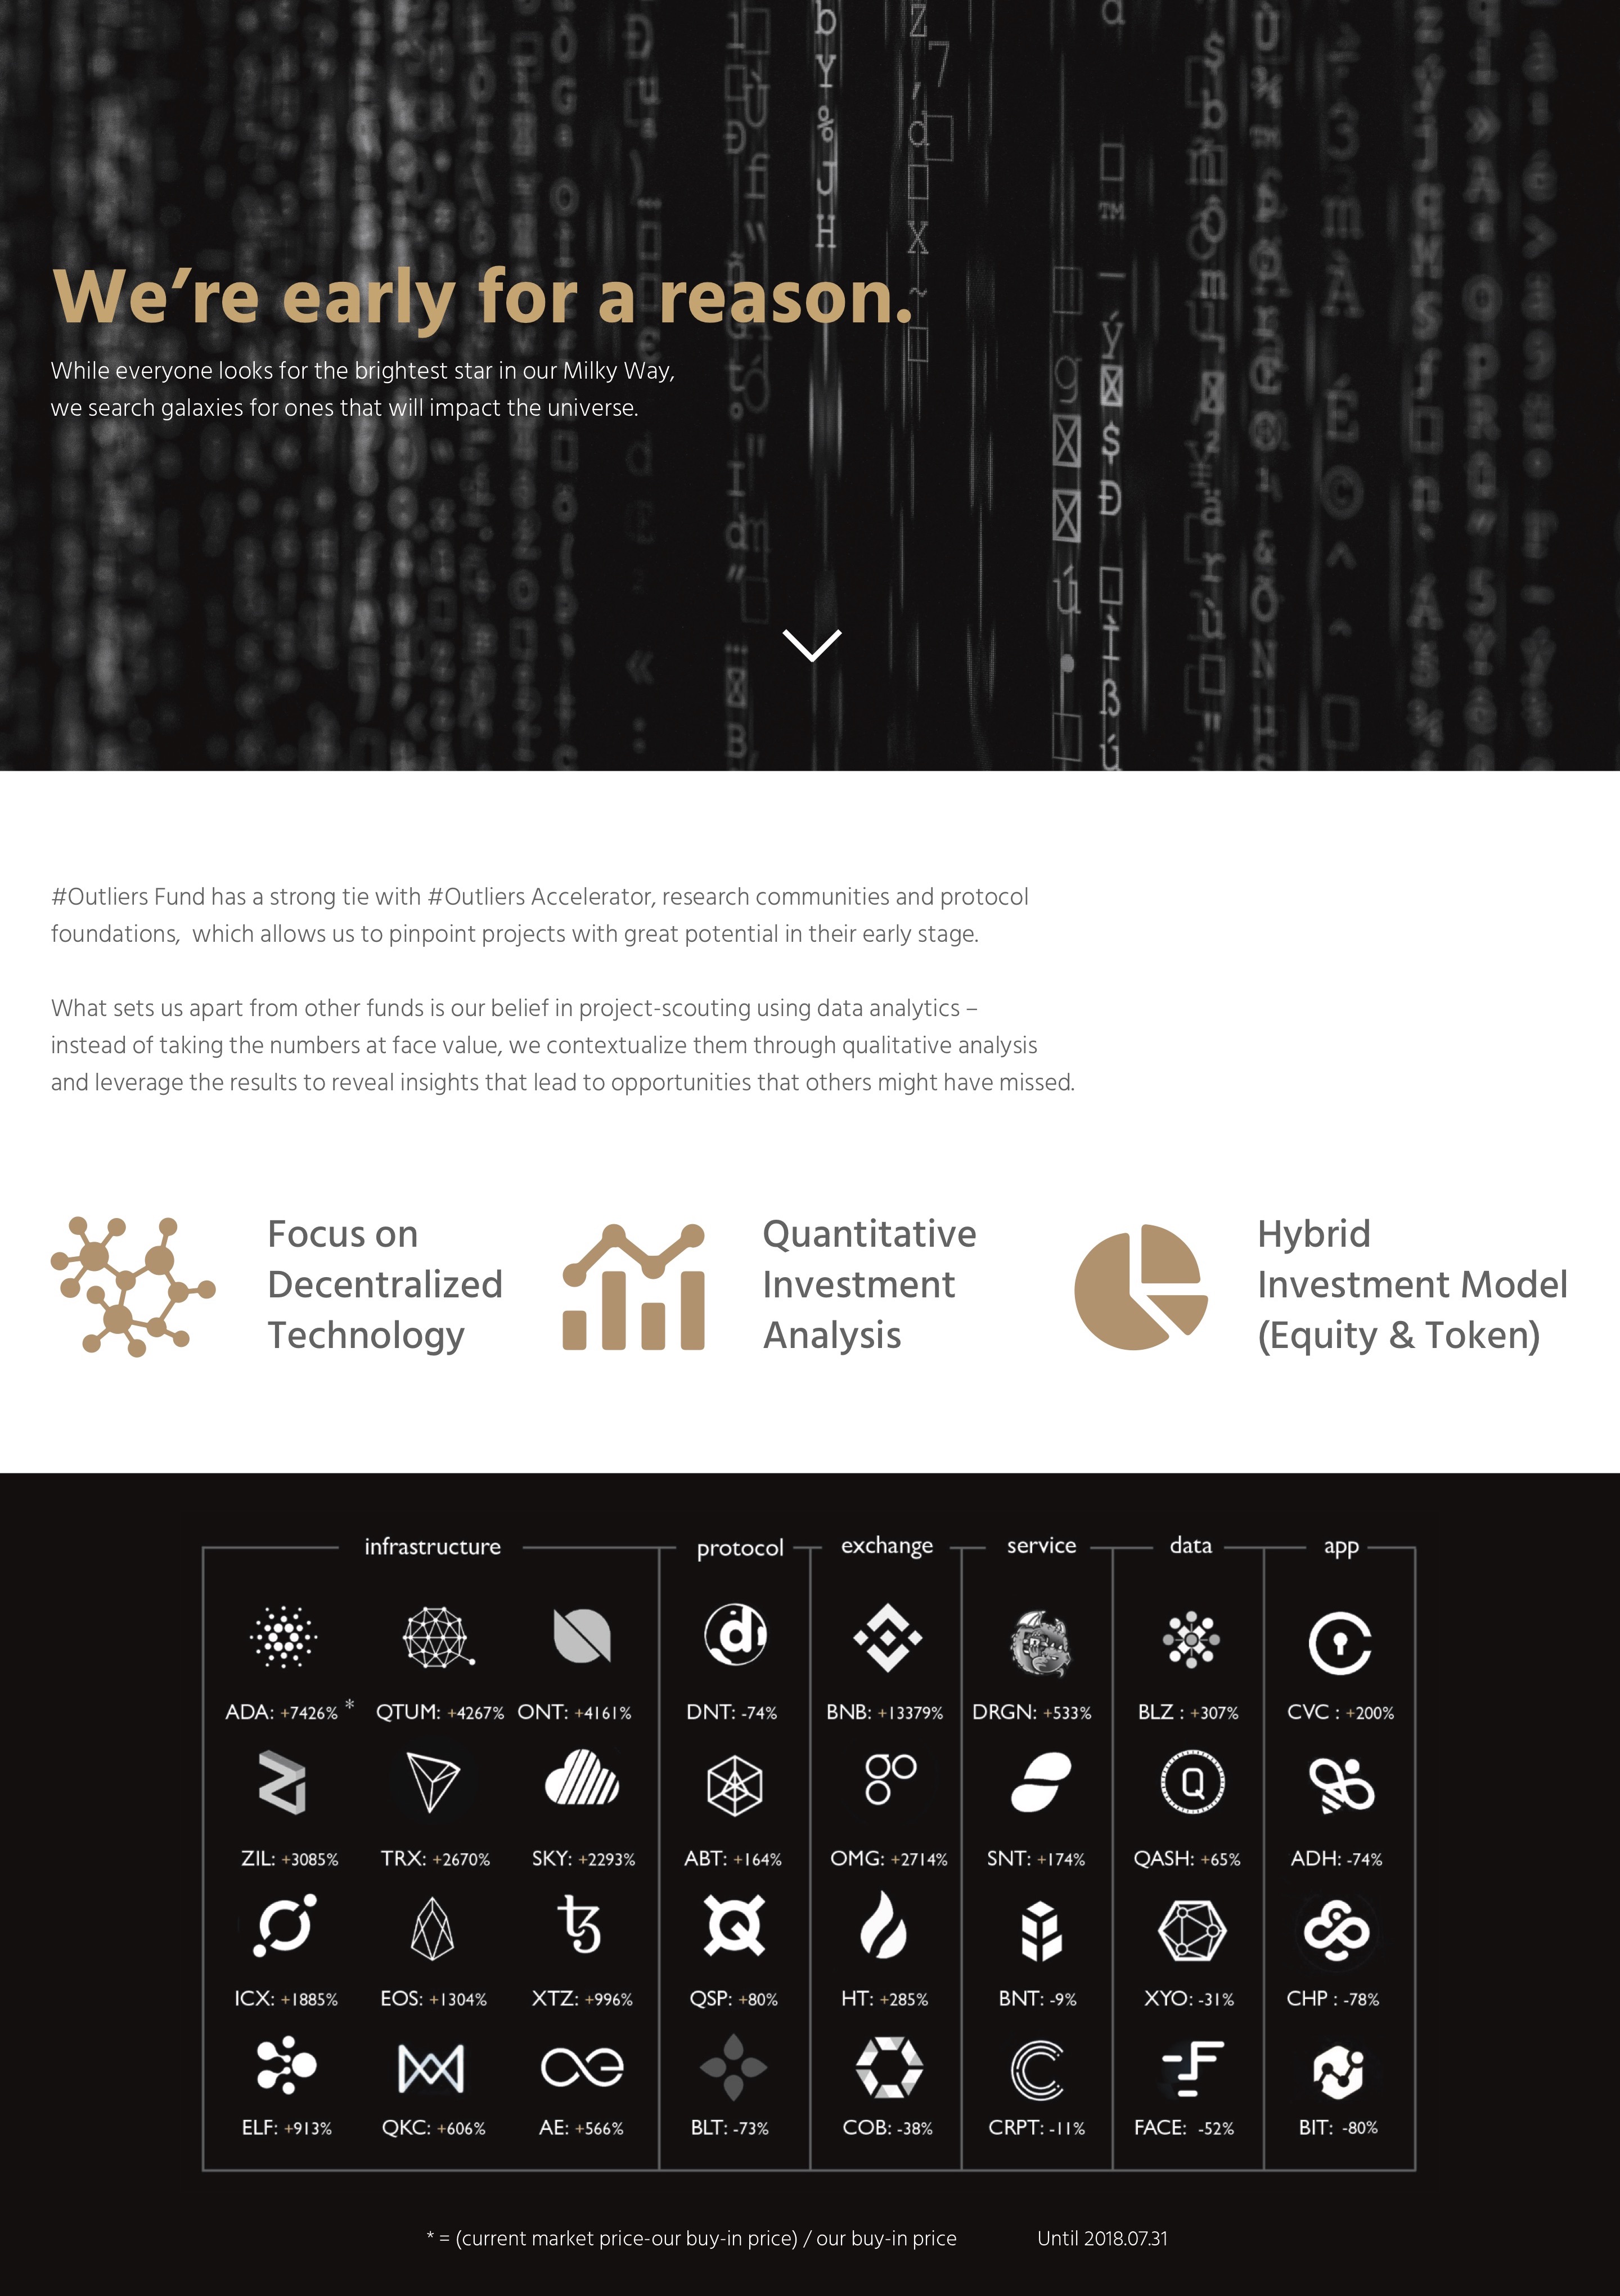 We're early for a reason.
While everyone looks for the brightest star in our Milky Way,
we search galaxies for ones that will impact the universe.
#Outliers Fund has a strong tie with #Outliers Accelerator, research communities and protocol
foundations,  which allows us to pinpoint projects with great potential in their early stage.
What sets us apart from other funds is our belief in project-scouting using data analytics –
instead of taking the numbers at face value, we contextualize them through qualitative analysis
and leverage the results to reveal insights that lead to opportunities that others might have missed.
Focus on
Decentralized
Technology
Quantitative
Investment
Analysis
Hybrid
Investment Model
(Equity & Token)
infrastructure protocol exchange service data app
ADA: +7426% * QTUM: +4267% ONT: +4161% DNT: -74% BNB: +13379% DRGN: +533% BLZ : +307% CVC : +200%
ZIL: +3085% TRX: +2670% SKY: +2293% ABT: +164% OMG: +2714% SNT: +174% QASH: +65% ADH: -74%
ICX: +1885% EOS: +1304% XTZ: +996% QSP: +80% HT: +285% BNT: -9% XYO: -31% CHP : -78%
ELF: +913% QKC: +606% AE: +566% BLT: -73% COB: -38% CRPT: -11% FACE: -52% BIT: -80%
* = (current market price-our buy-in price) / our buy-in price Until 2018.07.31